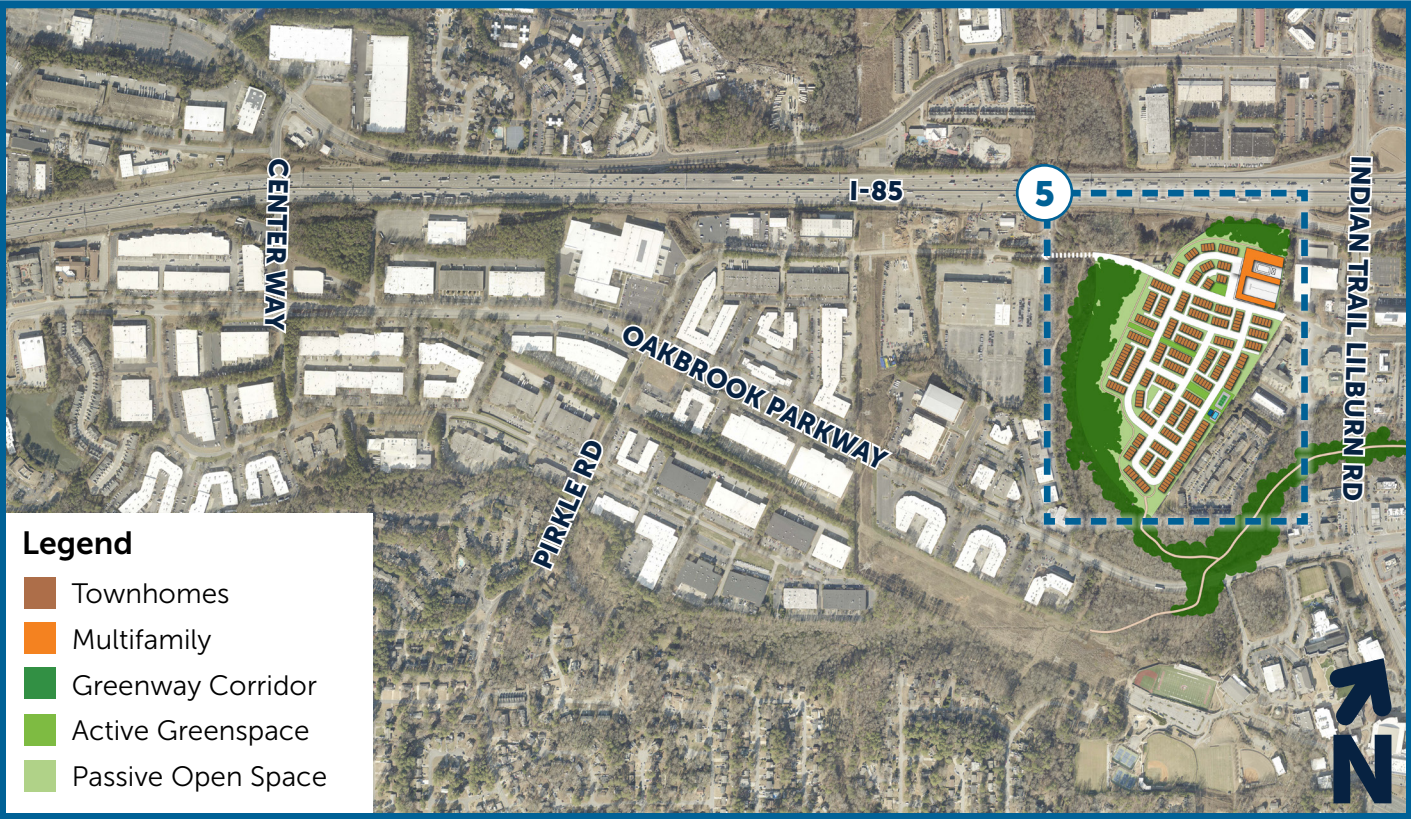 I-85
5
CENTER WAY
INDIAN TRAIL LILBURN RD
OAKBROOK PARKWAY
PIRKLE RD
Legend
Townhomes
Multifamily
Greenway Corridor
Active Greenspace
Passive Open Space
N